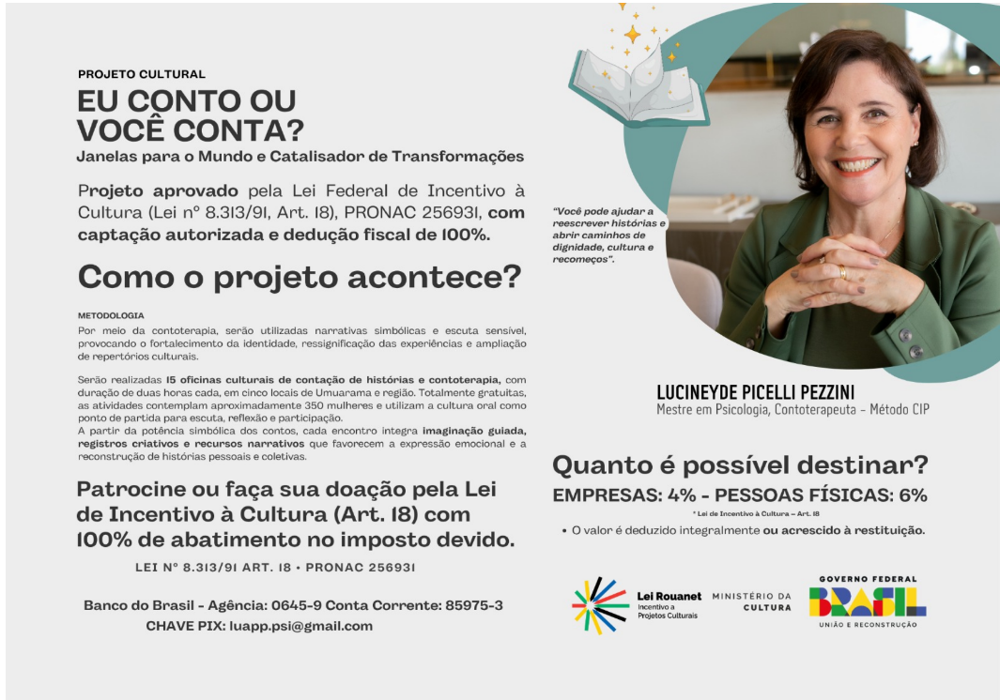 PROJETO CULTURAL
EU CONTO OU
VOCÊ CONTA?
Janelas para o Mundo e Catalisador de Transformações
Projeto aprovado pela Lei Federal de Incentivo à
Cultura (Lei nº 8.313/91, Art. 18), PRONAC 256931, com
captação autorizada e dedução fiscal de 100%.
Como o projeto acontece?
METODOLOGIA
Por meio da contoterapia, serão utilizadas narrativas simbólicas e escuta sensível,
provocando o fortalecimento da identidade, ressignificação das experiências e ampliação
de repertórios culturais.
Serão realizadas 15 oficinas culturais de contação de histórias e contoterapia, com
duração de duas horas cada, em cinco locais de Umuarama e região. Totalmente gratuitas,
as atividades contemplam aproximadamente 350 mulheres e utilizam a cultura oral como
ponto de partida para escuta, reflexão e participação.
A partir da potência simbólica dos contos, cada encontro integra imaginação guiada,
registros criativos e recursos narrativos que favorecem a expressão emocional e a
reconstrução de histórias pessoais e coletivas.
Patrocine ou faça sua doação pela Lei
de Incentivo à Cultura (Art. 18) com
100% de abatimento no imposto devido.
LEI Nº 8.313/91 ART. 18 • PRONAC 256931
Banco do Brasil - Agência: 0645-9 Conta Corrente: 85975-3
CHAVE PIX: luapp.psi@gmail.com
"Você pode ajudar a
reescrever histórias e
abrir caminhos de
dignidade, cultura e
recomeços".
LUCINEYDE PICELLI PEZZINI
Mestre em Psicologia, Contoterapeuta - Método CIP
Quanto é possível destinar?
EMPRESAS: 4% - PESSOAS FÍSICAS: 6%
* Lei de Incentivo à Cultura – Art. 18
• O valor é deduzido integralmente ou acrescido à restituição.
Lei Rouanet
Incentivo a
Projetos Culturais
MINISTÉRIO DA
CULTURA
GOVERNO FEDERAL
BRASIL
UNIÃO E RECONSTRUÇÃO